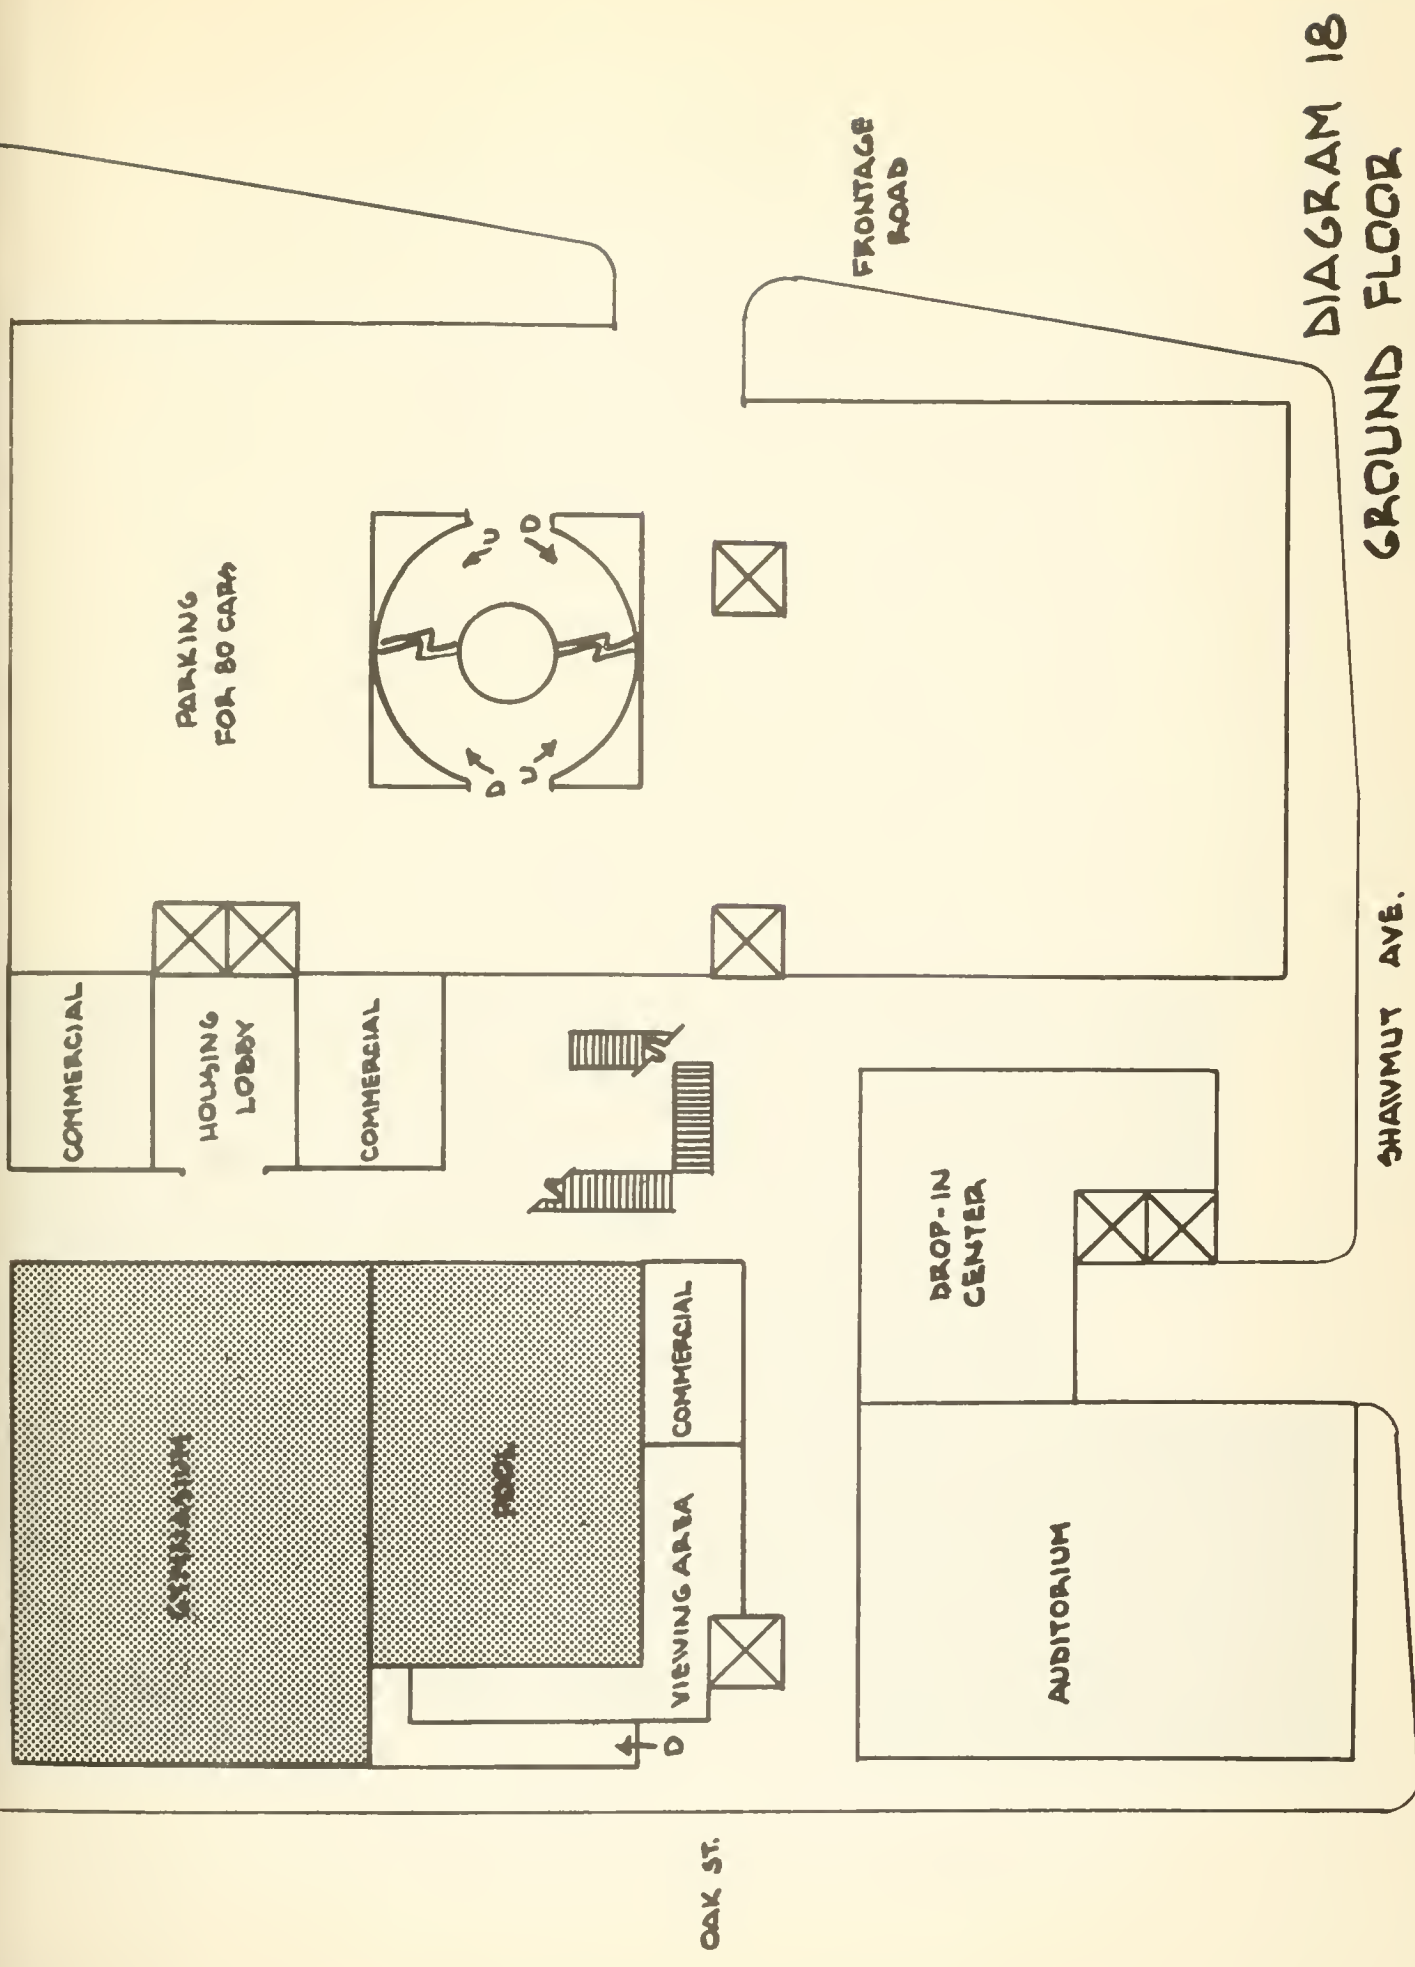 COMMERCIAL
GYMNASIUM
HOUSING
LOBBY
PARKING
FOR 80 CARS
COMMERCIAL
POOL
D
U
U
D
COMMERCIAL
VIEWING AREA
D
OAK ST.
FRONTAGE
ROAD
DROP-IN
CENTER
AUDITORIUM
SHAWMUT AVE.
DIAGRAM 18
GROUND FLOOR